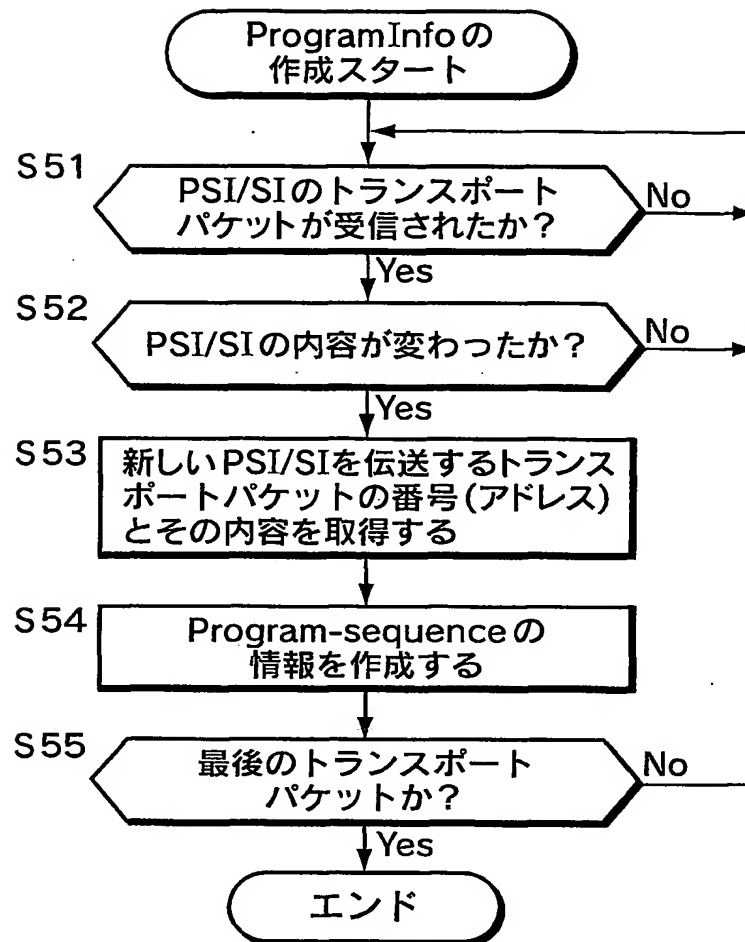 ProgramInfoの
作成スタート
S51
PSI/SIのトランスポート
パケットが受信されたか?
No
Yes
S52
PSI/SIの内容が変わったか?
No
Yes
S53
新しいPSI/SIを伝送するトランス
ポートパケットの番号(アドレス)
とその内容を取得する
S54
Program-sequenceの
情報を作成する
S55
最後のトランスポート
パケットか?
No
Yes
エンド